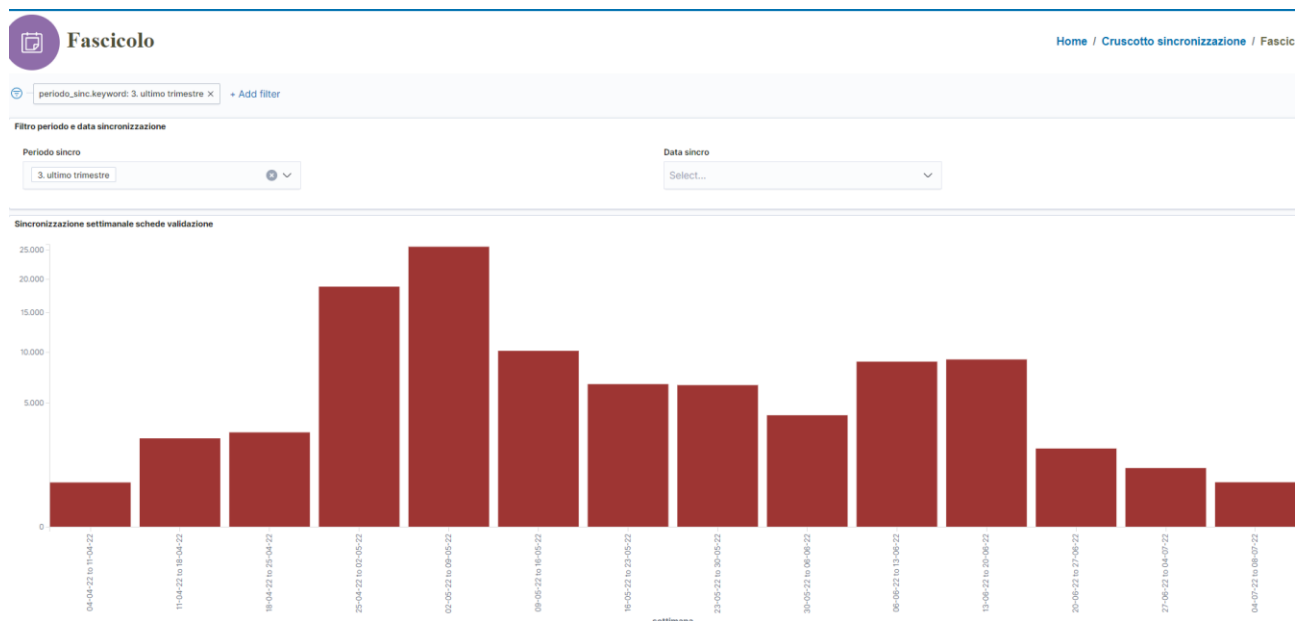 Fascicolo
Home / Cruscotto sincronizzazione / Fascic
periodo_sinc.keyword: 3. ultimo trimestre ×
+ Add filter
Filtro periodo e data sincronizzazione
Periodo sincro
Data sincro
3. ultimo trimestre
Select...
Sincronizzazione settimanale schede validazione
25.000
20.000
15.000
10.000
5.000
0
04-04-22 to 11-04-22
11-04-22 to 18-04-22
18-04-22 to 25-04-22
25-04-22 to 02-05-22
02-05-22 to 09-05-22
09-05-22 to 16-05-22
16-05-22 to 23-05-22
23-05-22 to 30-05-22
30-05-22 to 06-06-22
06-06-22 to 13-06-22
13-06-22 to 20-06-22
20-06-22 to 27-06-22
27-06-22 to 04-07-22
04-07-22 to 08-07-22